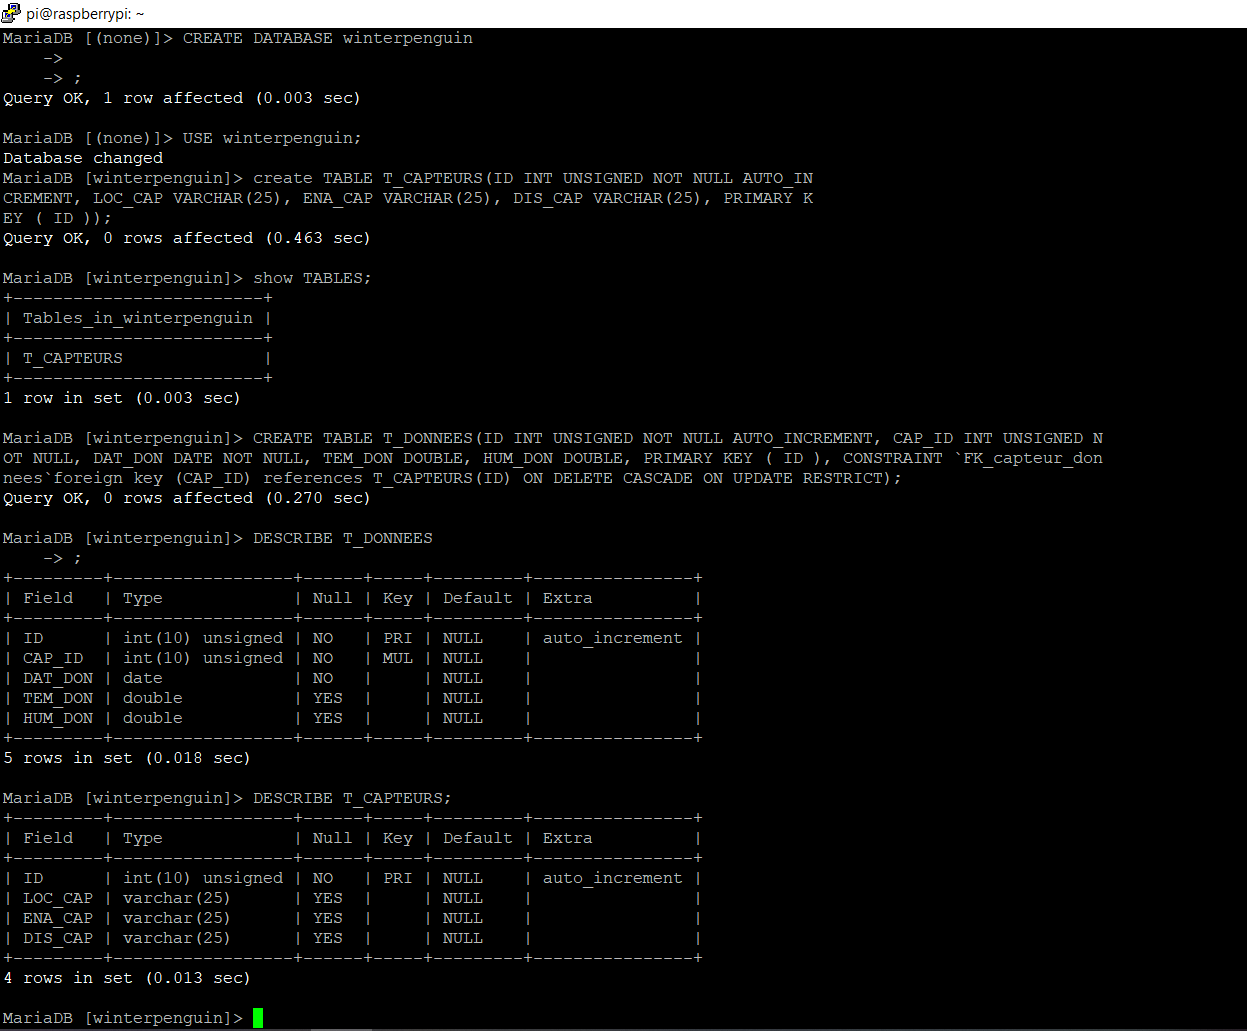 pi@raspberrypi: ~
MariaDB [(none)]> CREATE DATABASE winterpenguin
    ->
    -> ;
Query OK, 1 row affected (0.003 sec)

MariaDB [(none)]> USE winterpenguin;
Database changed
MariaDB [winterpenguin]> create TABLE T_CAPTEURS(ID INT UNSIGNED NOT NULL AUTO_IN
CREMENT, LOC_CAP VARCHAR(25), ENA_CAP VARCHAR(25), DIS_CAP VARCHAR(25), PRIMARY K
EY ( ID ));
Query OK, 0 rows affected (0.463 sec)

MariaDB [winterpenguin]> show TABLES;
+-------------------------+
| Tables_in_winterpenguin |
+-------------------------+
| T_CAPTEURS              |
+-------------------------+
1 row in set (0.003 sec)

MariaDB [winterpenguin]> CREATE TABLE T_DONNEES(ID INT UNSIGNED NOT NULL AUTO_INCREMENT, CAP_ID INT UNSIGNED N
OT NULL, DAT_DON DATE NOT NULL, TEM_DON DOUBLE, HUM_DON DOUBLE, PRIMARY KEY ( ID ), CONSTRAINT `FK_capteur_don
nees`foreign key (CAP_ID) references T_CAPTEURS(ID) ON DELETE CASCADE ON UPDATE RESTRICT);
Query OK, 0 rows affected (0.270 sec)

MariaDB [winterpenguin]> DESCRIBE T_DONNEES
    -> ;
+---------+------------------+------+-----+---------+----------------+
| Field   | Type             | Null | Key | Default | Extra          |
+---------+------------------+------+-----+---------+----------------+
| ID      | int(10) unsigned | NO   | PRI | NULL    | auto_increment |
| CAP_ID  | int(10) unsigned | NO   | MUL | NULL    |                |
| DAT_DON | date             | NO   |     | NULL    |                |
| TEM_DON | double           | YES  |     | NULL    |                |
| HUM_DON | double           | YES  |     | NULL    |                |
+---------+------------------+------+-----+---------+----------------+
5 rows in set (0.018 sec)

MariaDB [winterpenguin]> DESCRIBE T_CAPTEURS;
+---------+------------------+------+-----+---------+----------------+
| Field   | Type             | Null | Key | Default | Extra          |
+---------+------------------+------+-----+---------+----------------+
| ID      | int(10) unsigned | NO   | PRI | NULL    | auto_increment |
| LOC_CAP | varchar(25)      | YES  |     | NULL    |                |
| ENA_CAP | varchar(25)      | YES  |     | NULL    |                |
| DIS_CAP | varchar(25)      | YES  |     | NULL    |                |
+---------+------------------+------+-----+---------+----------------+
4 rows in set (0.013 sec)

MariaDB [winterpenguin]>